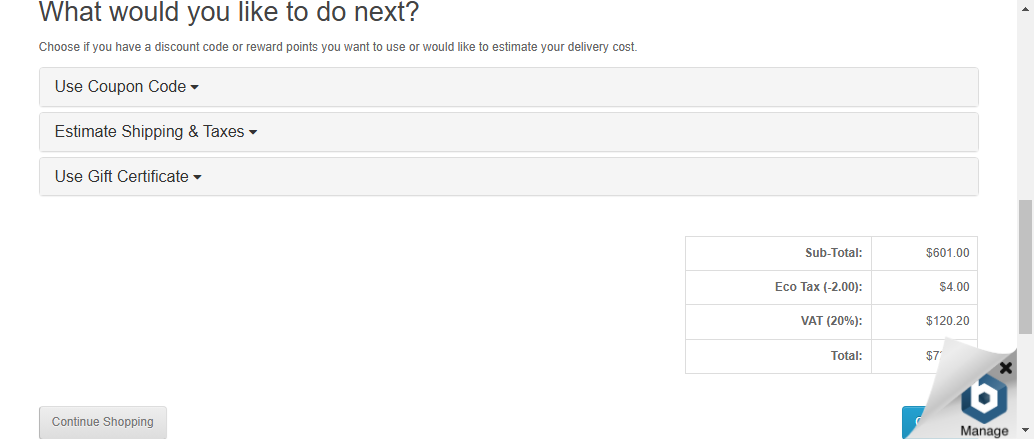 What would you like to do next?
Choose if you have a discount code or reward points you want to use or would like to estimate your delivery cost.
Use Coupon Code
Estimate Shipping & Taxes
Use Gift Certificate
Sub-Total: $601.00
Eco Tax (-2.00): $4.00
VAT (20%): $120.20
Total:
Continue Shopping
Manage